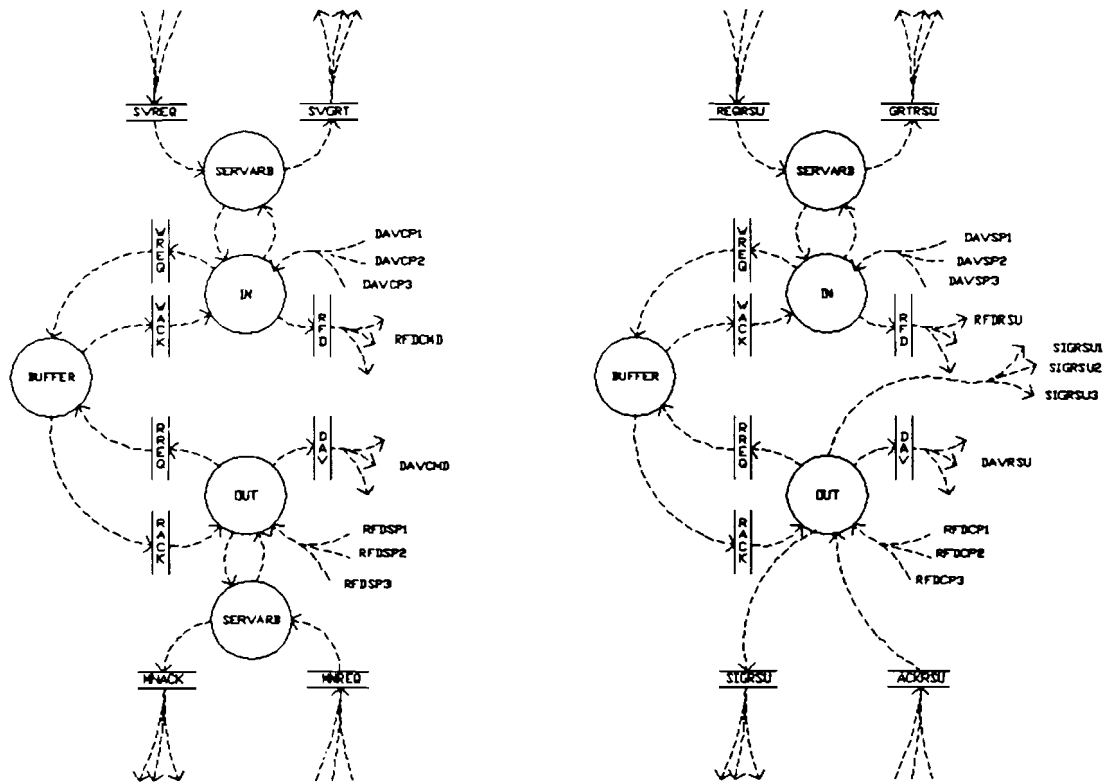 SVREQ
SVGRT
SERVARB
WREQ
DAVCP1
DAVCP2
DAVCP3
IN
WACK
RFD
RFDCMD
BUFFER
RREQ
DAV
DAVCMD
OUT
RACK
RFDSP1
RFDSP2
RFDSP3
SERVARB
MNACK
MNREQ
REQRSU
GRTRSU
SERVARB
WREQ
DAVSP1
DAVSP2
DAVSP3
IN
WACK
RFD
RFDRSU
SIGRSU1
SIGRSU2
SIGRSU3
BUFFER
RREQ
DAV
DAVRSU
OUT
RACK
RFDCP1
RFDCP2
RFDCP3
SIGRSU
ACKRSU